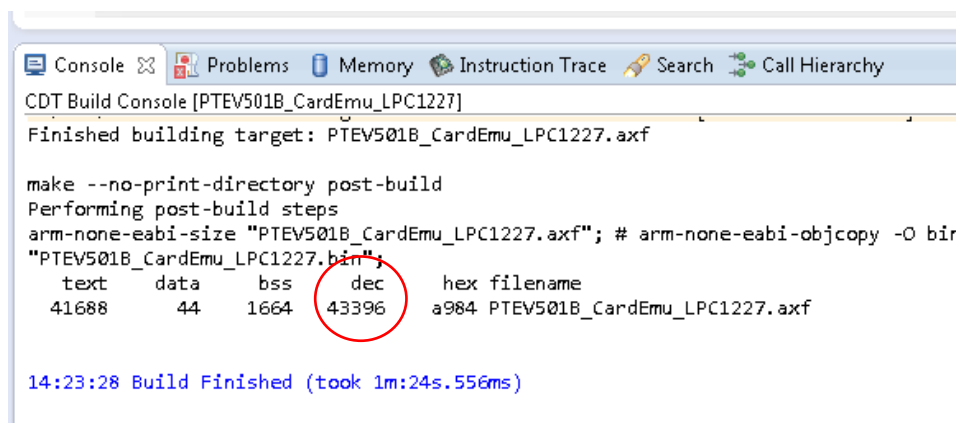 Console Problems Memory Instruction Trace Search Call Hierarchy
CDT Build Console [PTEV501B_CardEmu_LPC1227]
Finished building target: PTEV501B_CardEmu_LPC1227.axf
make --no-print-directory post-build
Performing post-build steps
arm-none-eabi-size "PTEV501B_CardEmu_LPC1227.axf"; # arm-none-eabi-objcopy -O bin
"PTEV501B_CardEmu_LPC1227.bin";
text data bss dec hex filename
41688 44 1664 43396 a984 PTEV501B_CardEmu_LPC1227.axf
14:23:28 Build Finished (took 1m:24s.556ms)